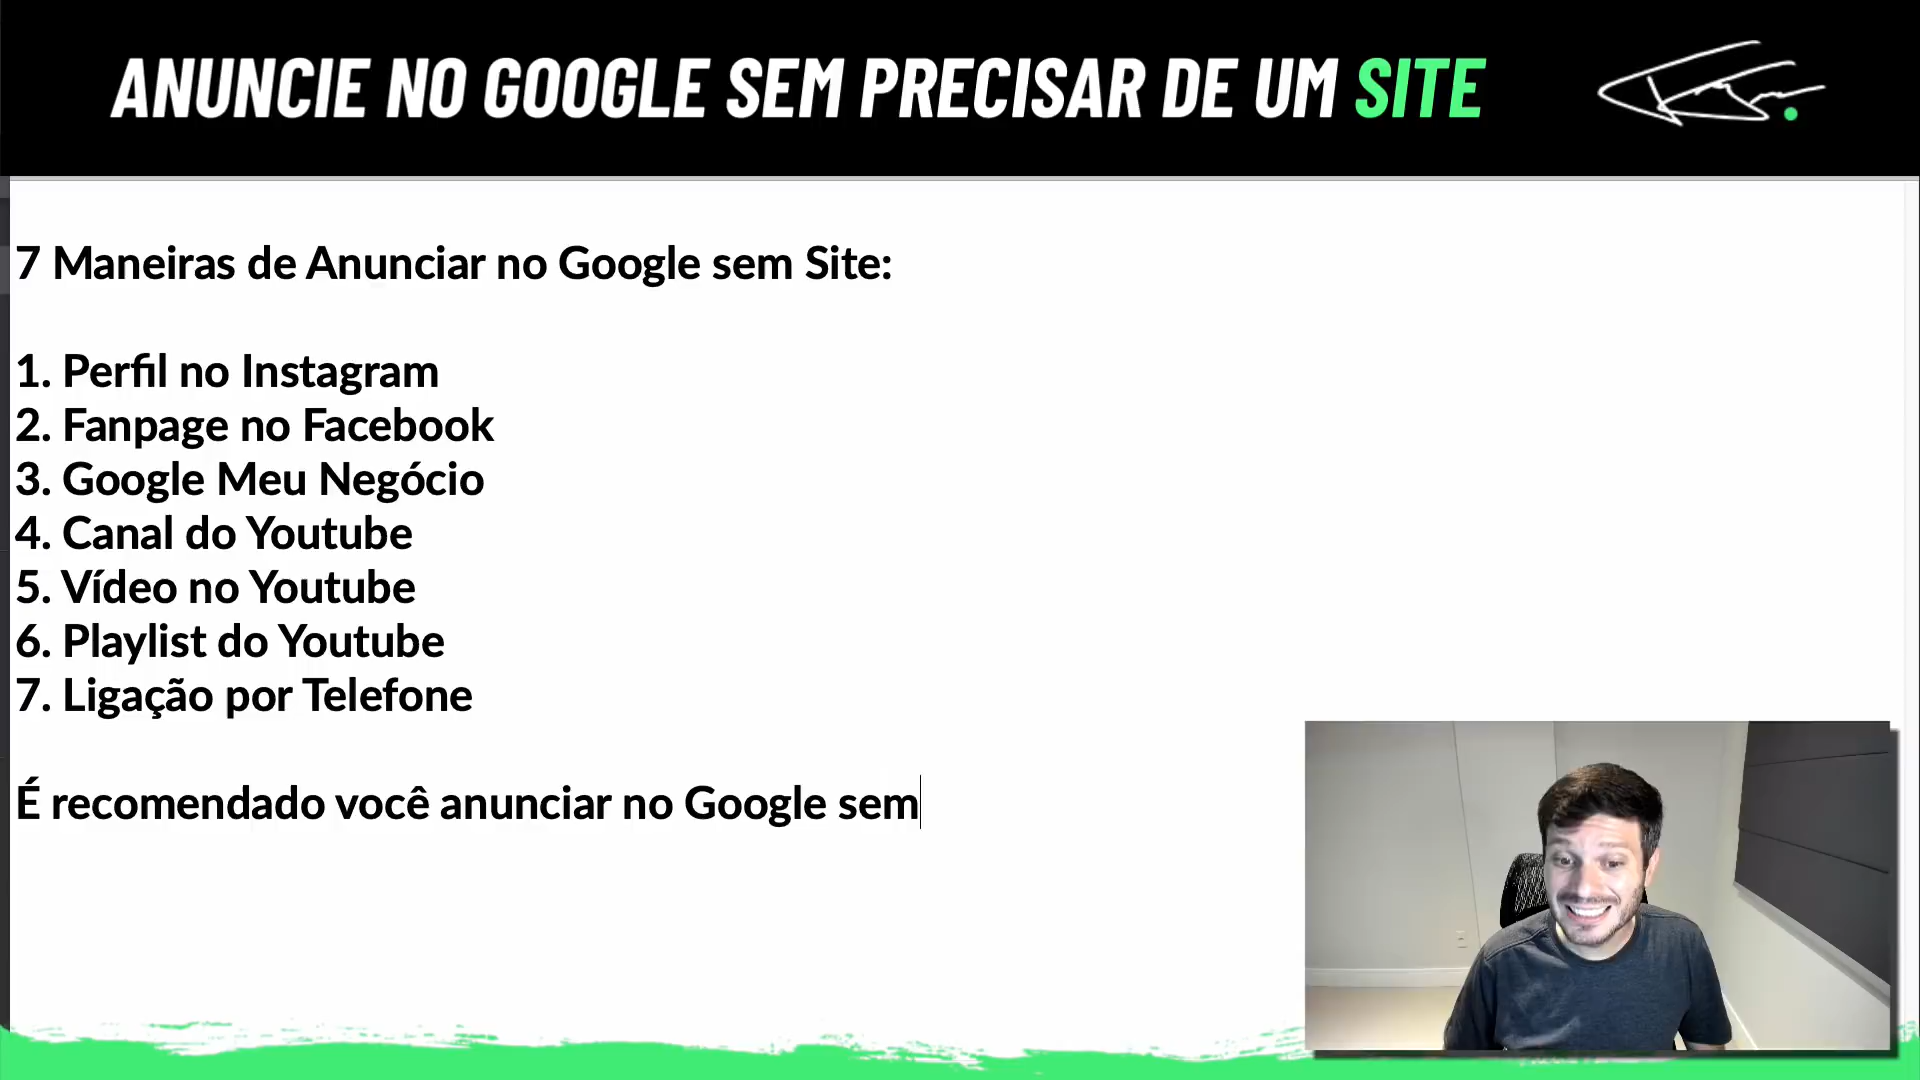 ANUNCIE NO GOOGLE SEM PRECISAR DE UM SITE
7 Maneiras de Anunciar no Google sem Site:
1. Perfil no Instagram
2. Fanpage no Facebook
3. Google Meu Negócio
4. Canal do Youtube
5. Vídeo no Youtube
6. Playlist do Youtube
7. Ligação por Telefone
É recomendado você anunciar no Google sem